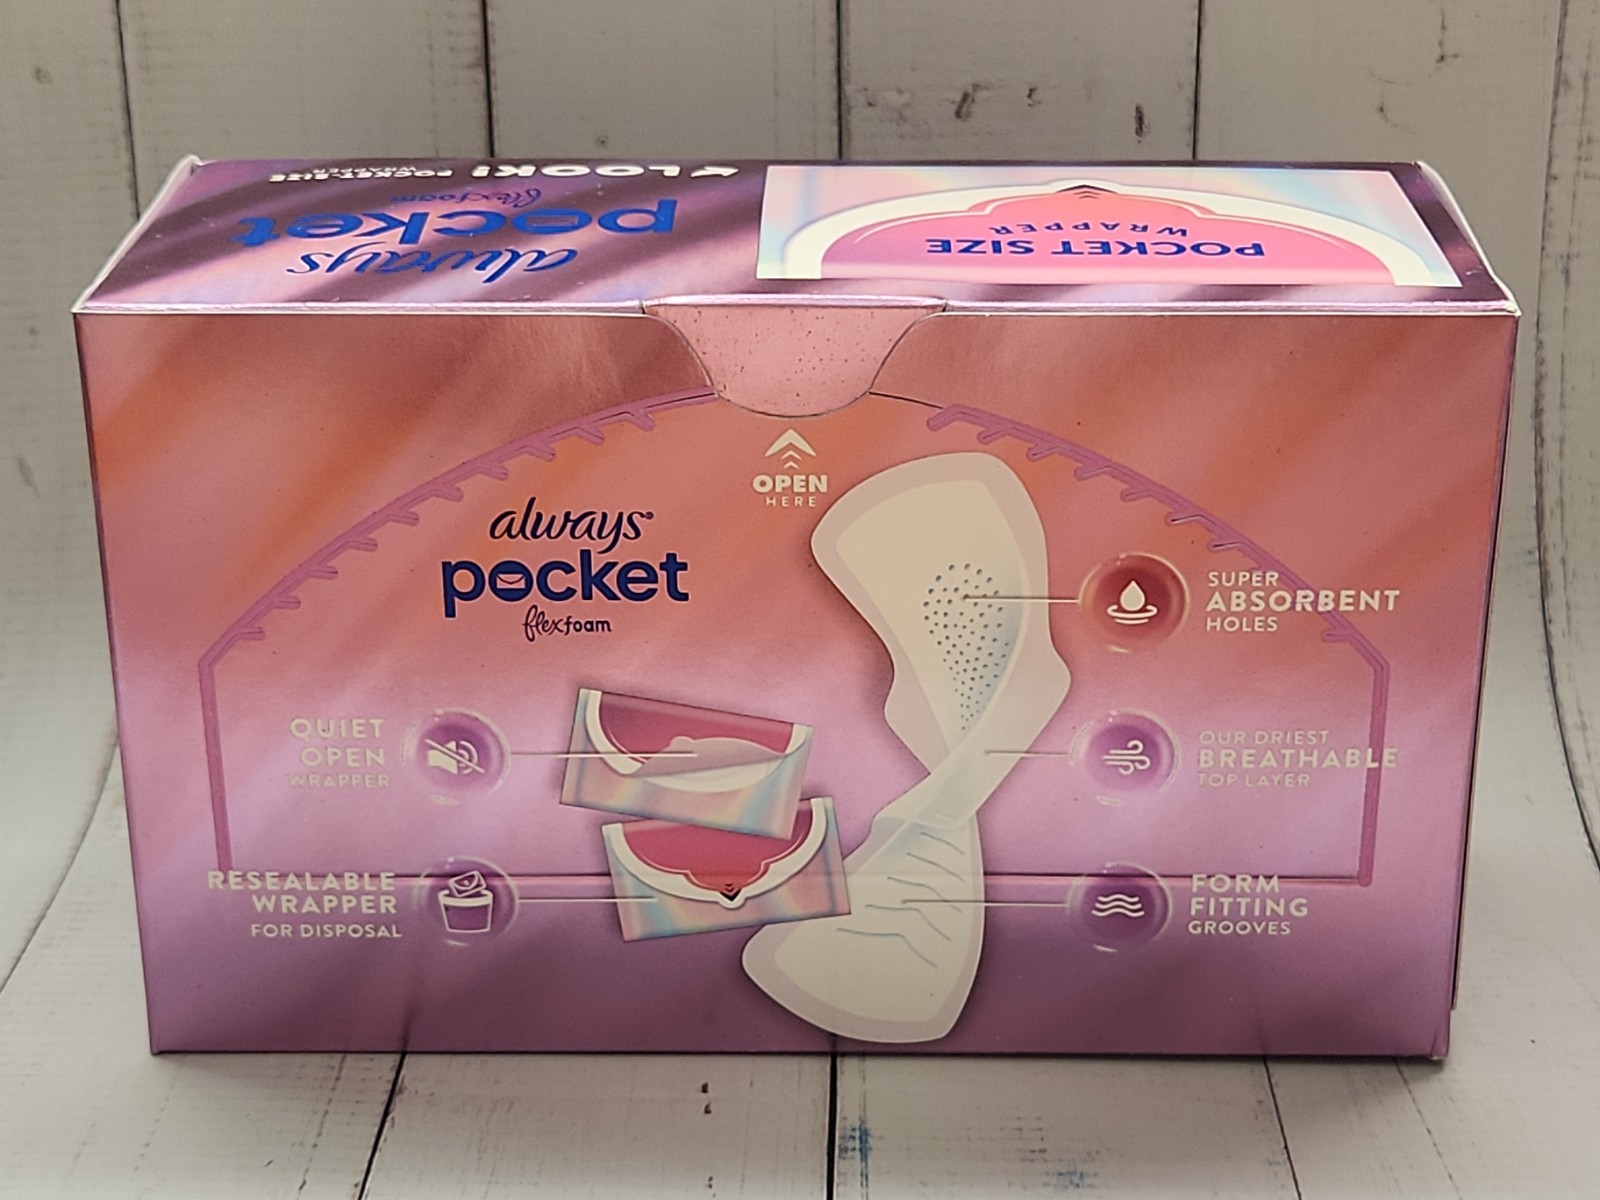 LOOK! POCKET-SIZE
WRAPPER
always
pocket
flexfoam
POCKET SIZE
WRAPPER
OPEN
HERE
always
pocket
flexfoam
SUPER
ABSORBENT
HOLES
QUIET
OPEN
WRAPPER
OUR DRIEST
BREATHABLE
TOP LAYER
RESEALABLE
WRAPPER
FOR DISPOSAL
FORM
FITTING
GROOVES